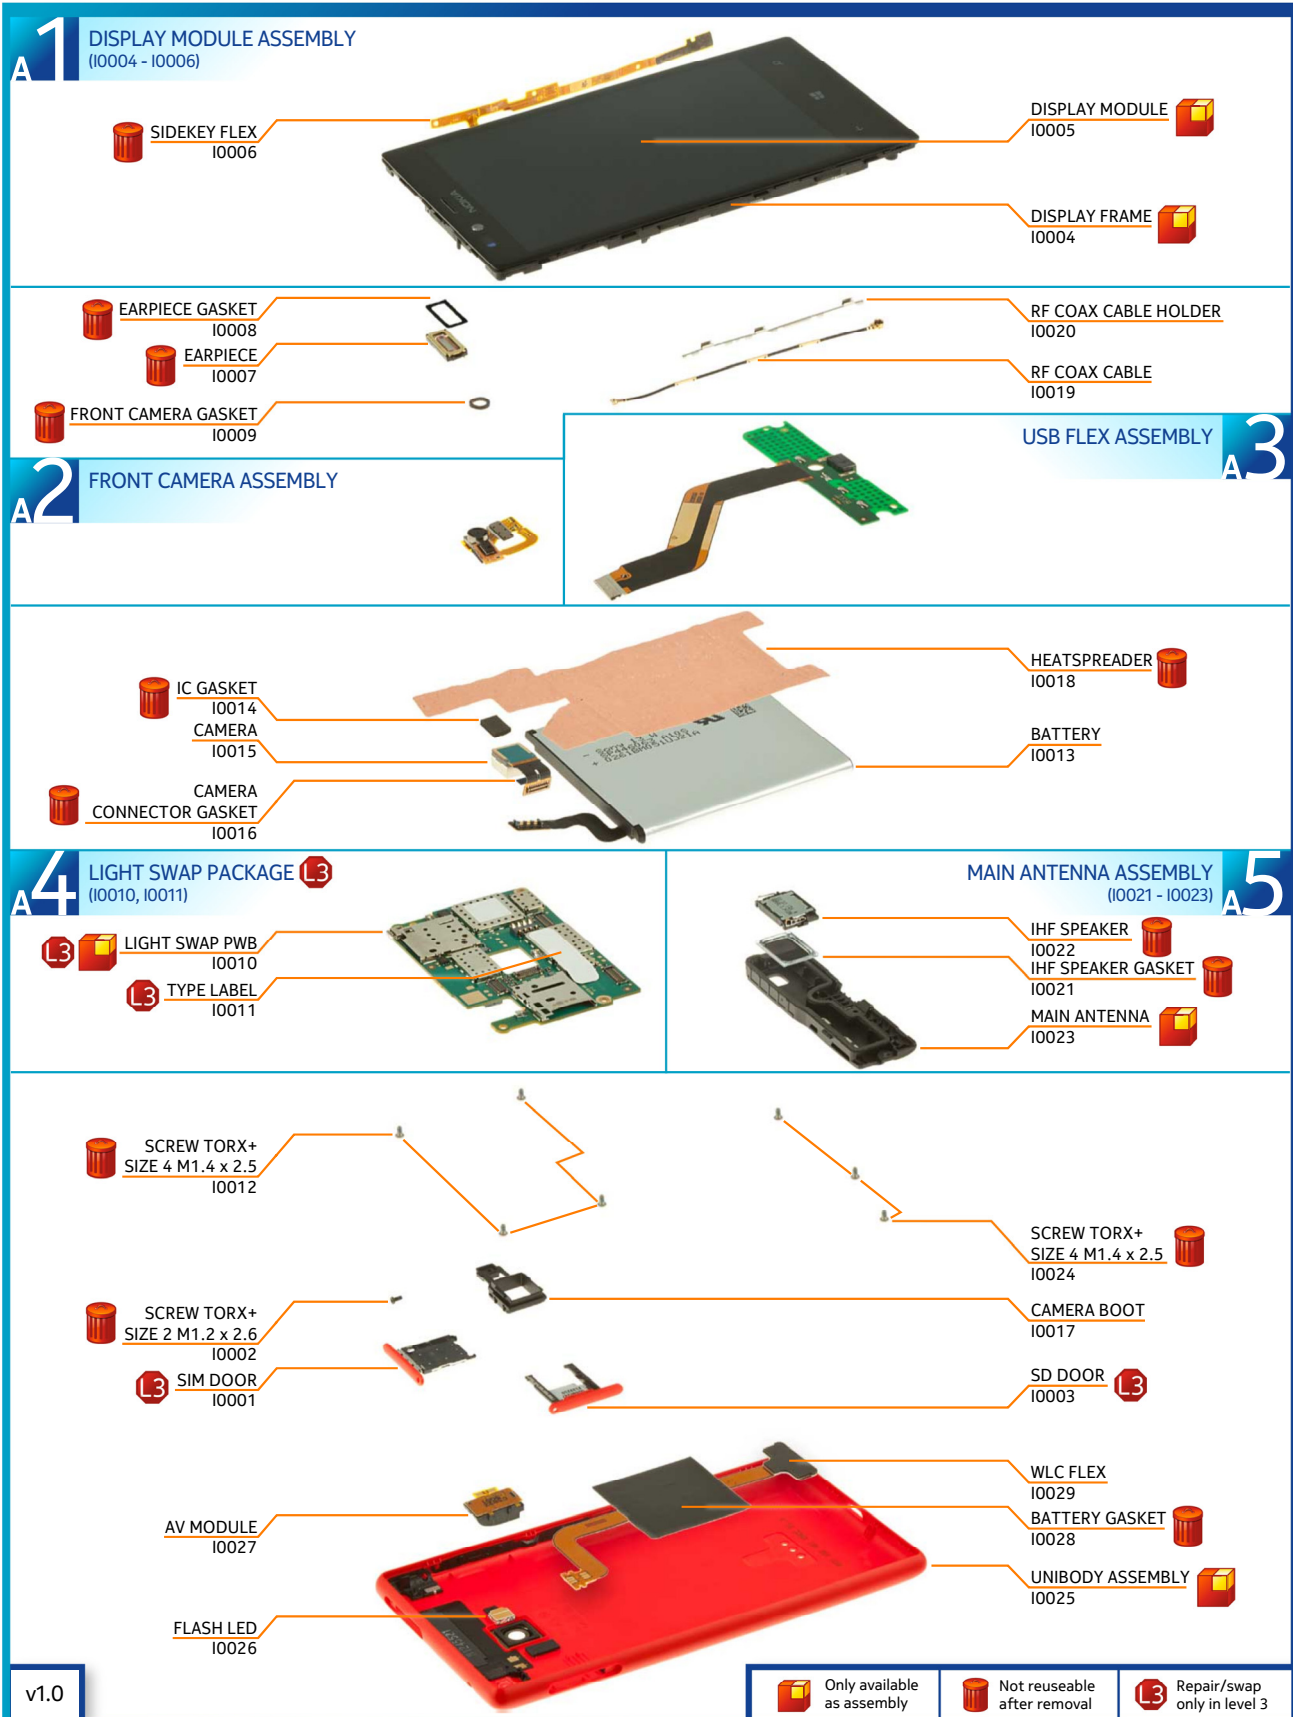 A1
DISPLAY MODULE ASSEMBLY
(I0004 - I0006)
SIDEKEY FLEX
I0006
DISPLAY MODULE
I0005
DISPLAY FRAME
I0004
NOKIA
EARPIECE GASKET
I0008
EARPIECE
I0007
FRONT CAMERA GASKET
I0009
RF COAX CABLE HOLDER
I0020
RF COAX CABLE
I0019
A2
FRONT CAMERA ASSEMBLY
USB FLEX ASSEMBLY
A3
IC GASKET
I0014
CAMERA
I0015
CAMERA
CONNECTOR GASKET
I0016
HEATSPREADER
I0018
BATTERY
I0013
A4
LIGHT SWAP PACKAGE L3
(I0010, I0011)
L3 LIGHT SWAP PWB
I0010
L3 TYPE LABEL
I0011
MAIN ANTENNA ASSEMBLY
(I0021 - I0023)
A5
IHF SPEAKER
I0022
IHF SPEAKER GASKET
I0021
MAIN ANTENNA
I0023
SCREW TORX+
SIZE 4 M1.4 x 2.5
I0012
SCREW TORX+
SIZE 4 M1.4 x 2.5
I0024
SCREW TORX+
SIZE 2 M1.2 x 2.6
I0002
L3 SIM DOOR
I0001
CAMERA BOOT
I0017
SD DOOR L3
I0003
AV MODULE
I0027
FLASH LED
I0026
WLC FLEX
I0029
BATTERY GASKET
I0028
UNIBODY ASSEMBLY
I0025
v1.0
Only available
as assembly
Not reuseable
after removal
L3 Repair/swap
only in level 3